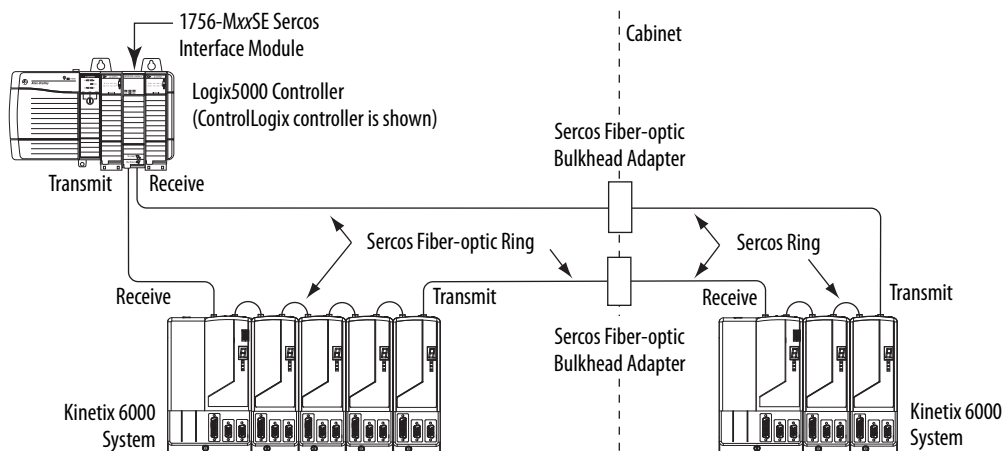 1756-MxxSE Sercos
Interface Module
Cabinet
Logix5000 Controller
(ControlLogix controller is shown)
Sercos Fiber-optic
Bulkhead Adapter
Transmit
Receive
Sercos Fiber-optic Ring
Sercos Ring
Receive
Transmit
Receive
Transmit
Sercos Fiber-optic
Bulkhead Adapter
Kinetix 6000
System
Kinetix 6000
System